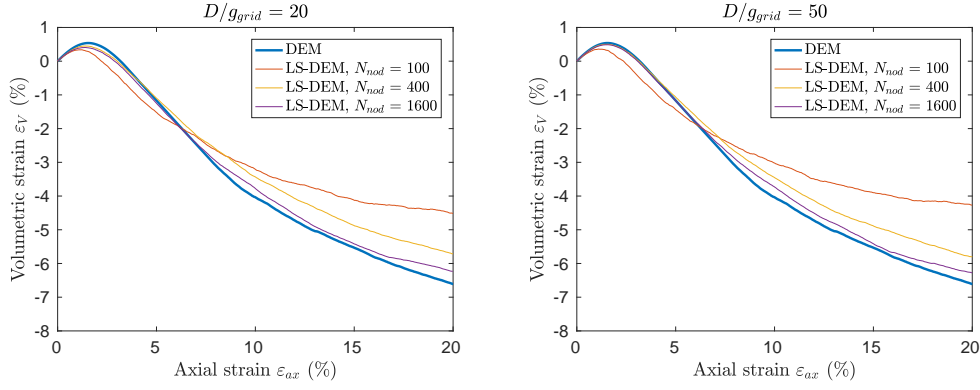 D/g_grid = 20
1
0
-1
-2
-3
-4
-5
-6
-7
-8
0
5
10
15
20
Volumetric strain ε_V (%)
Axial strain ε_ax (%)
DEM
LS-DEM, N_nod = 100
LS-DEM, N_nod = 400
LS-DEM, N_nod = 1600
D/g_grid = 50
1
0
-1
-2
-3
-4
-5
-6
-7
-8
0
5
10
15
20
Volumetric strain ε_V (%)
Axial strain ε_ax (%)
DEM
LS-DEM, N_nod = 100
LS-DEM, N_nod = 400
LS-DEM, N_nod = 1600